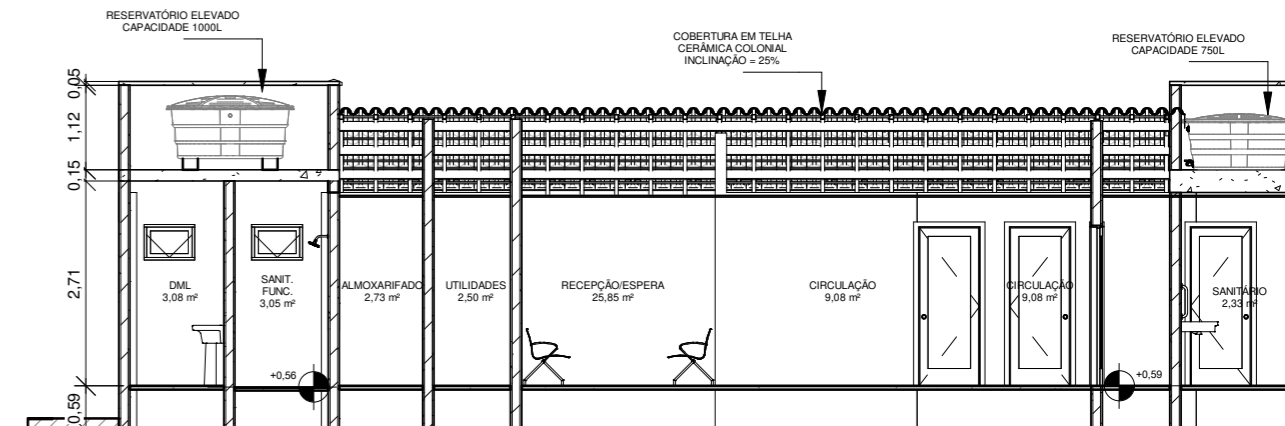 RESERVATÓRIO ELEVADO
CAPACIDADE 1000L
COBERTURA EM TELHA
CERÂMICA COLONIAL
INCLINAÇÃO = 25%
RESERVATÓRIO ELEVADO
CAPACIDADE 750L
0,05
1,12
0,15
2,71
0,59
DML
3,08 m²
SANIT.
FUNC.
3,05 m²
ALMOXARIFADO
2,73 m²
UTILIDADES
2,50 m²
RECEPÇÃO/ESPERA
25,85 m²
CIRCULAÇÃO
9,08 m²
CIRCULAÇÃO
9,08 m²
SANITÁRIO
2,33 m²
+0,56
+0,59